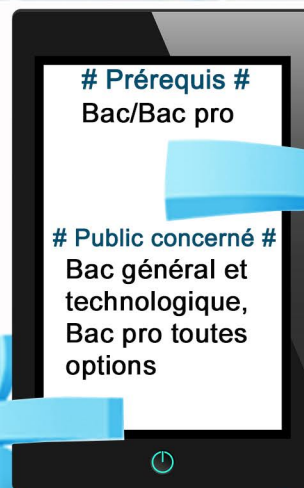 # Prérequis #
Bac/Bac pro
# Public concerné #
Bac général et
technologique,
Bac pro toutes
options